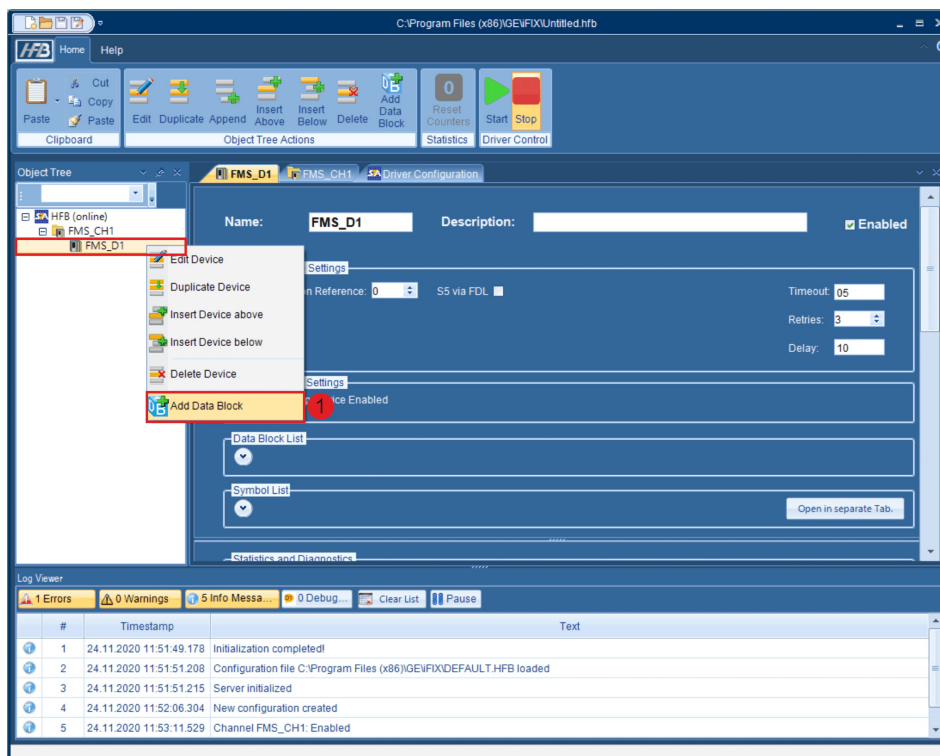 C:\Program Files (x86)\GE\iFIX\Untitled.hfb
HFB Home Help
Paste
Cut
Copy
Paste
Edit Duplicate Append Insert Above Insert Below Delete Add Data Block
0
Reset Counters
Start Stop
Clipboard Object Tree Actions Statistics Driver Control
Object Tree
FMS_D1 FMS_CH1 Driver Configuration
HFB (online)
FMS_CH1
FMS_D1
Name: FMS_D1 Description: Enabled
Edit Device
Duplicate Device
Insert Device above
Insert Device below
Delete Device
Add Data Block
1
Settings
n Reference: 0 S5 via FDL
Timeout: 05
Retries: 3
Delay: 10
Settings
ice Enabled
Data Block List
Symbol List
Open in separate Tab.
Statistics and Diagnostics
Log Viewer
1 Errors 0 Warnings 5 Info Messa... 0 Debug... Clear List Pause
# Timestamp Text
1 24.11.2020 11:51:49.178 Initialization completed!
2 24.11.2020 11:51:51.208 Configuration file C:\Program Files (x86)\GE\iFIX\DEFAULT.HFB loaded
3 24.11.2020 11:51:51.215 Server initialized
4 24.11.2020 11:52:06.304 New configuration created
5 24.11.2020 11:53:11.529 Channel FMS_CH1: Enabled